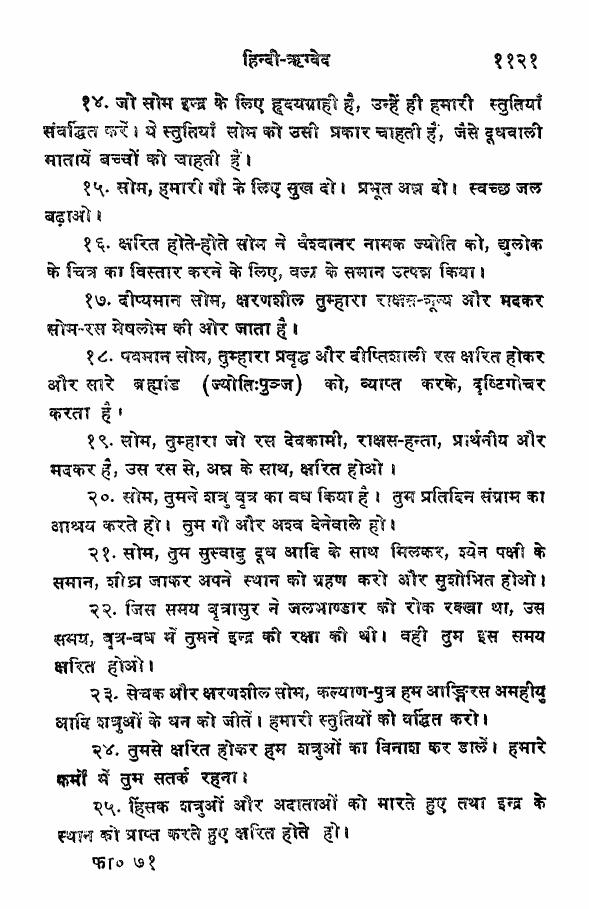 हिन्दी-ऋग्वेद ११२१
१४. जो सोम इन्द्र के लिए हृदयग्राही है, उन्हें ही हमारी स्तुतियाँ
संवर्द्धित करें। ये स्तुतियाँ सोम को उसी प्रकार चाहती हैं, जैसे दूधवाली
मातायें बच्चों को चाहती हैं।
१५. सोम, हमारी गौ के लिए सुख दो। प्रभूत अन्न दो। स्वच्छ जल
बढ़ाओ।
१६. क्षरित होते-होते सोम ने वैश्वानर नामक ज्योति को, द्युलोक
के चित्र का विस्तार करने के लिए, वज्र के समान उत्पन्न किया।
१७. दीप्यमान सोम, क्षरणशील तुम्हारा राक्षस-शून्य और मदकर
सोम-रस मेषलोम की ओर जाता है।
१८. पवमान सोम, तुम्हारा प्रवृद्ध और दीप्तिशाली रस क्षरित होकर
और सारे ब्रह्मांड (ज्योतिःपुञ्ज) को, व्याप्त करके, दृष्टिगोचर
करता है।
१९. सोम, तुम्हारा जो रस देवकामी, राक्षस-हन्ता, प्रार्थनीय और
मदकर है, उस रस से, अन्न के साथ, क्षरित होओ।
२०. सोम, तुमने शत्रु वृत्र का वध किया है। तुम प्रतिदिन संग्राम का
आश्रय करते हो। तुम गौ और अश्व देनेवाले हो।
२१. सोम, तुम सुस्वादु दूध आदि के साथ मिलकर, श्येन पक्षी के
समान, शीघ्र जाकर अपने स्थान को ग्रहण करो और सुशोभित होओ।
२२. जिस समय वृत्रासुर ने जलभाण्डार को रोक रक्खा था, उस
समय, वृत्र-वध में तुमने इन्द्र की रक्षा की थी। वही तुम इस समय
क्षरित होओ।
२३. सेचक और क्षरणशील सोम, कल्याण-पुत्र हम आङ्गिरस अमहीयु
आदि शत्रुओं के धन को जीतें। हमारी स्तुतियों को वर्द्धित करो।
२४. तुमसे क्षरित होकर हम शत्रुओं का विनाश कर डालें। हमारे
कर्मों में तुम सतर्क रहना।
२५. हिंसक शत्रुओं और अदाताओं को मारते हुए तथा इन्द्र के
स्थान को प्राप्त करते हुए क्षरित होते हो।
फा० ७१